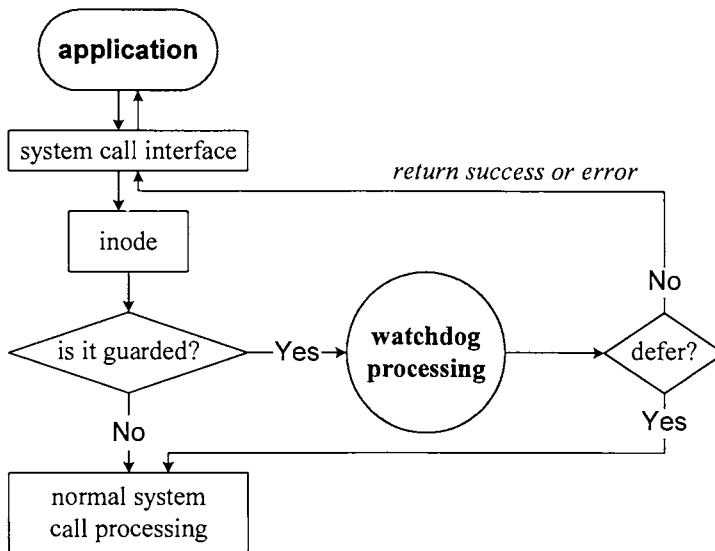 application
system call interface
return success or error
inode
No
is it guarded?
Yes
watchdog
processing
defer?
No
Yes
normal system
call processing